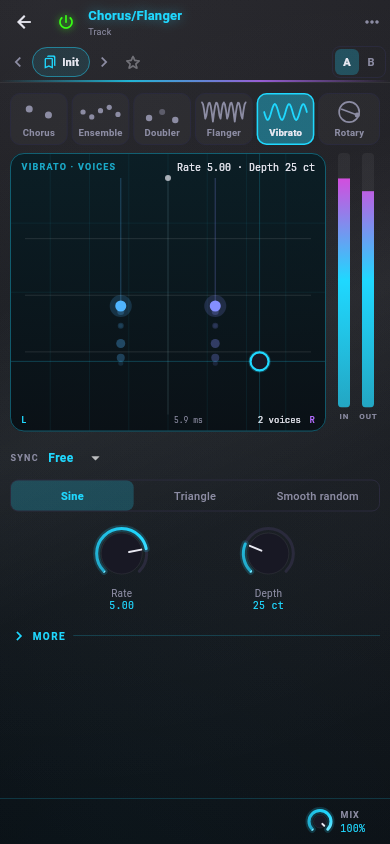 Chorus/Flanger
Track
Init
A
B
Chorus
Ensemble
Doubler
Flanger
Vibrato
Rotary
VIBRATO · VOICES
Rate 5.00 · Depth 25 ct
L
5.9 ms
2 voices
R
IN
OUT
SYNC
Free
Sine
Triangle
Smooth random
Rate
5.00
Depth
25 ct
MORE
MIX
100%